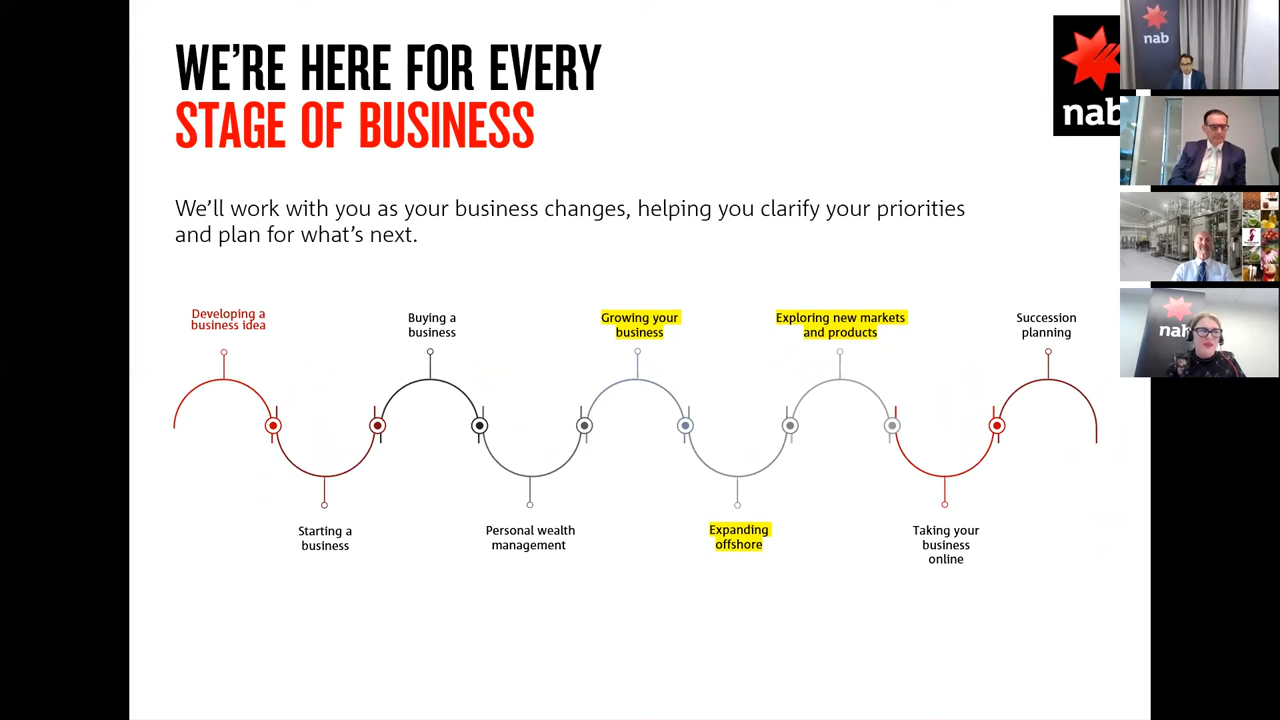 WE'RE HERE FOR EVERY
STAGE OF BUSINESS
nab
We'll work with you as your business changes, helping you clarify your priorities
and plan for what's next.
Developing a
business idea
Buying a
business
Growing your
business
Exploring new markets
and products
Succession
planning
Starting a
business
Personal wealth
management
Expanding
offshore
Taking your
business
online
nab
nab